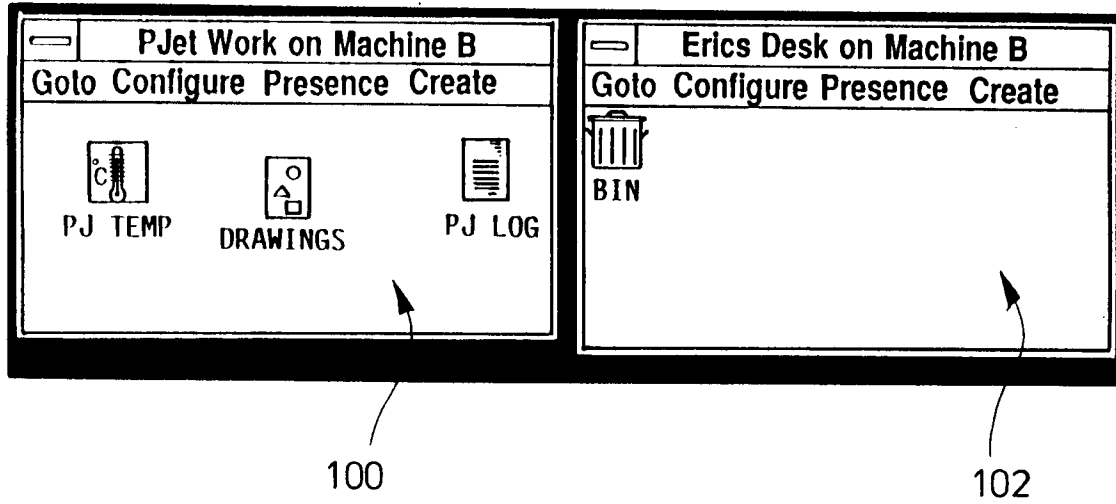 PJet Work on Machine B
Goto Configure Presence Create
°C
PJ TEMP
DRAWINGS
PJ LOG
Erics Desk on Machine B
Goto Configure Presence Create
BIN
100
102